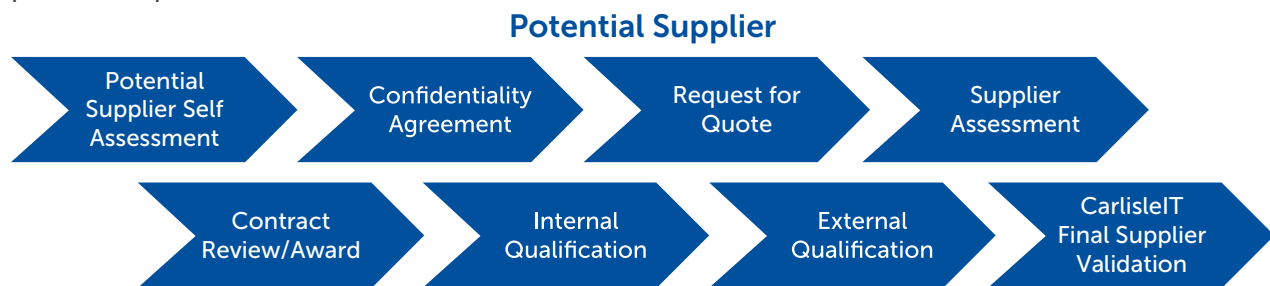 Potential Supplier
Potential
Supplier Self
Assessment
Confidentiality
Agreement
Request for
Quote
Supplier
Assessment
Contract
Review/Award
Internal
Qualification
External
Qualification
CarlisleIT
Final Supplier
Validation